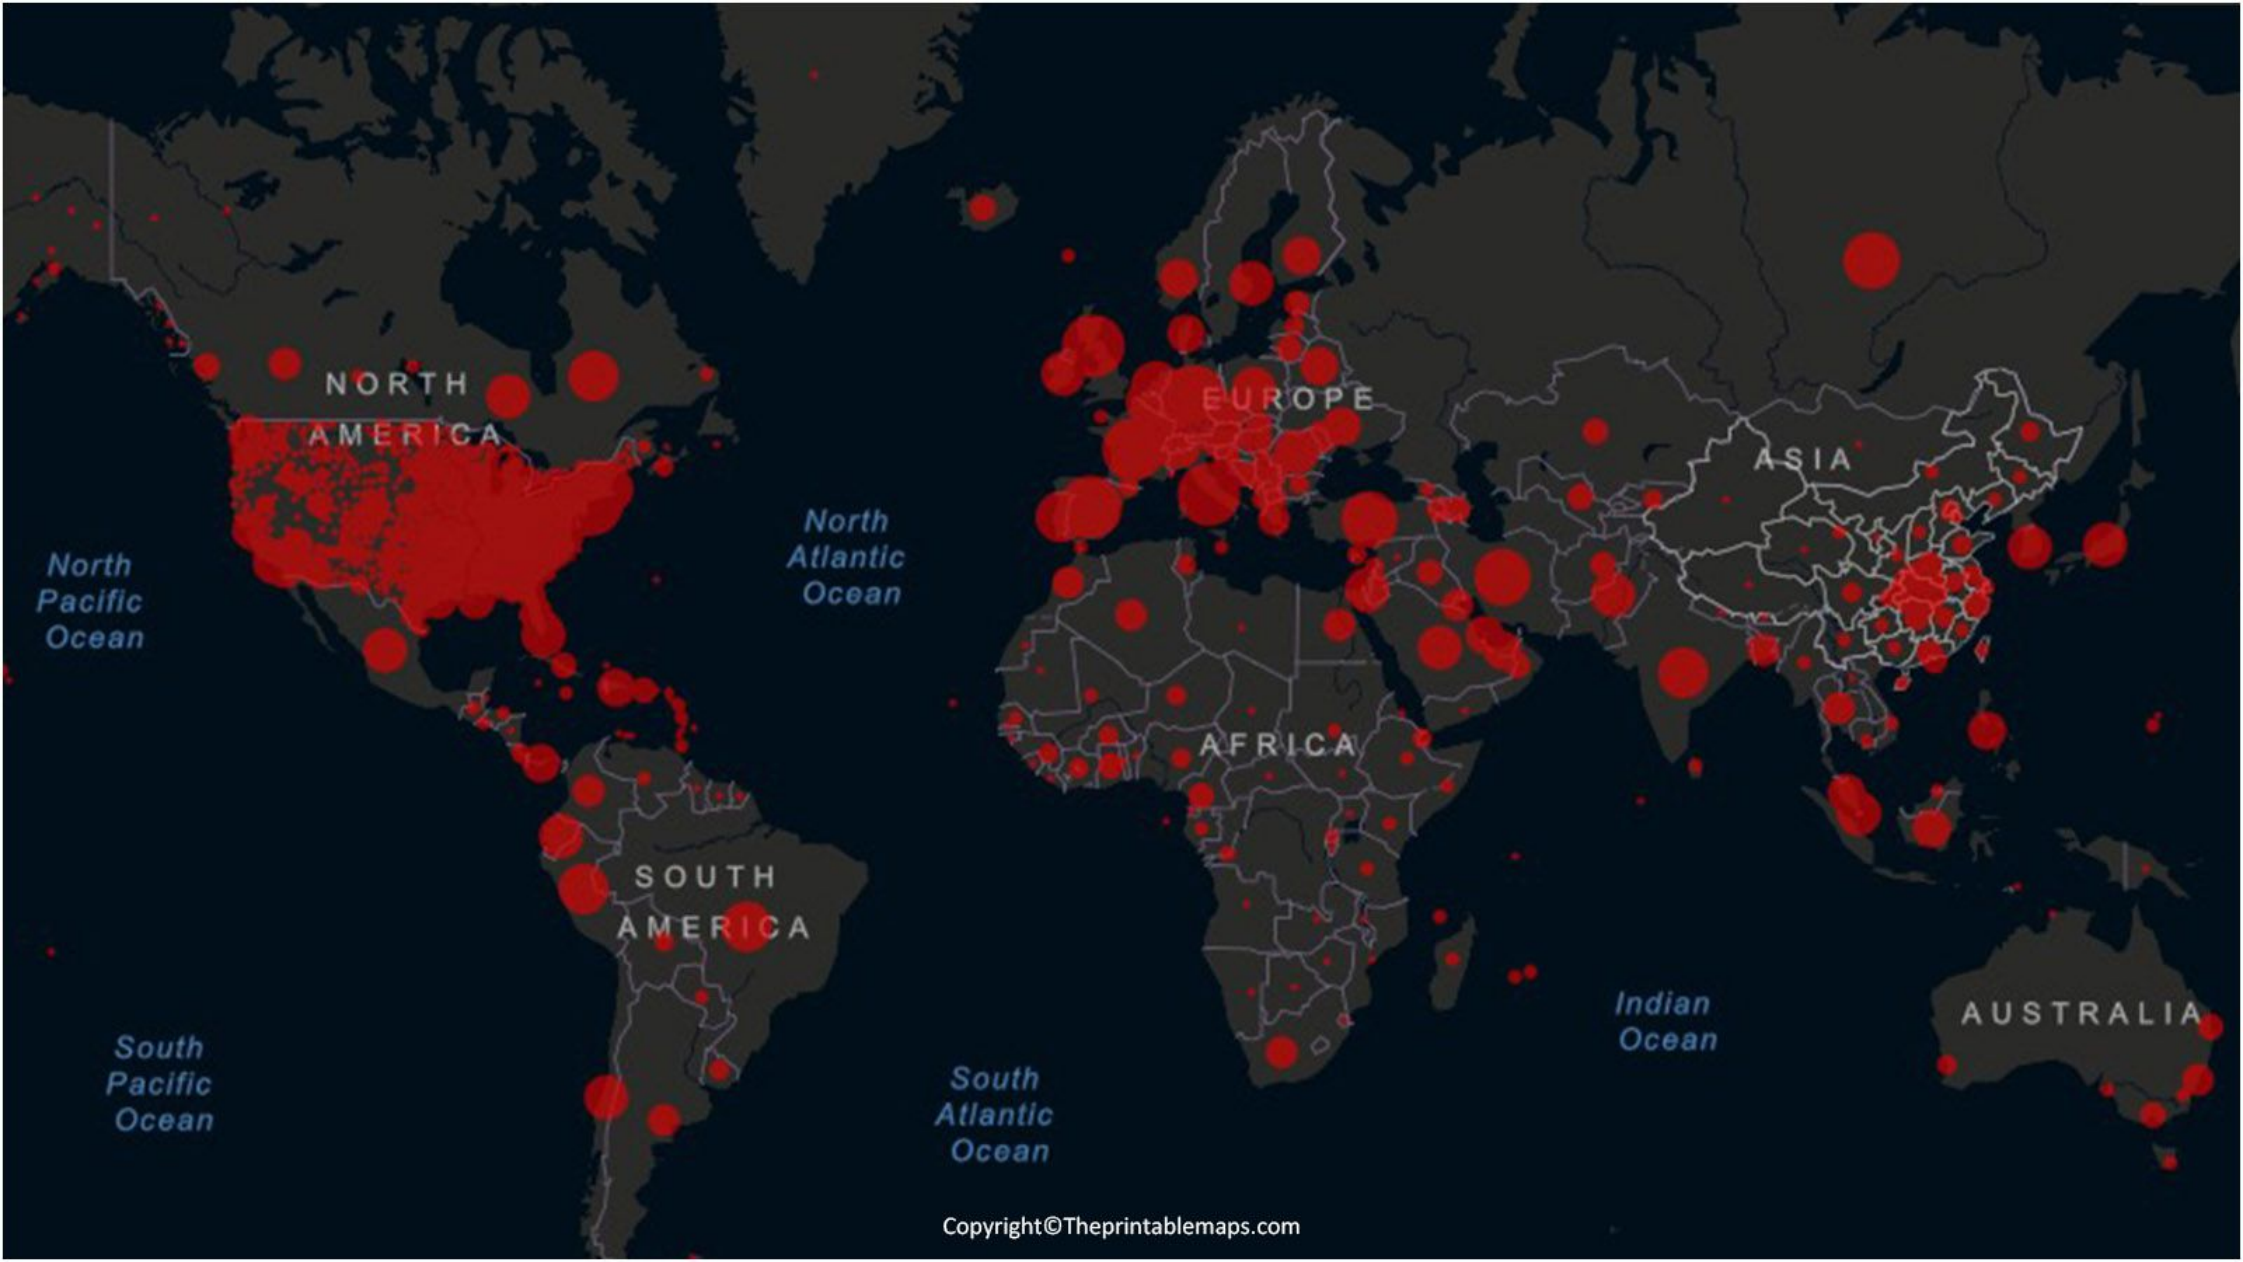 NORTH
AMERICA
EUROPE
ASIA
North
Pacific
Ocean
North
Atlantic
Ocean
AFRICA
SOUTH
AMERICA
Indian
Ocean
AUSTRALIA
South
Pacific
Ocean
South
Atlantic
Ocean
Copyright©Theprintablemaps.com